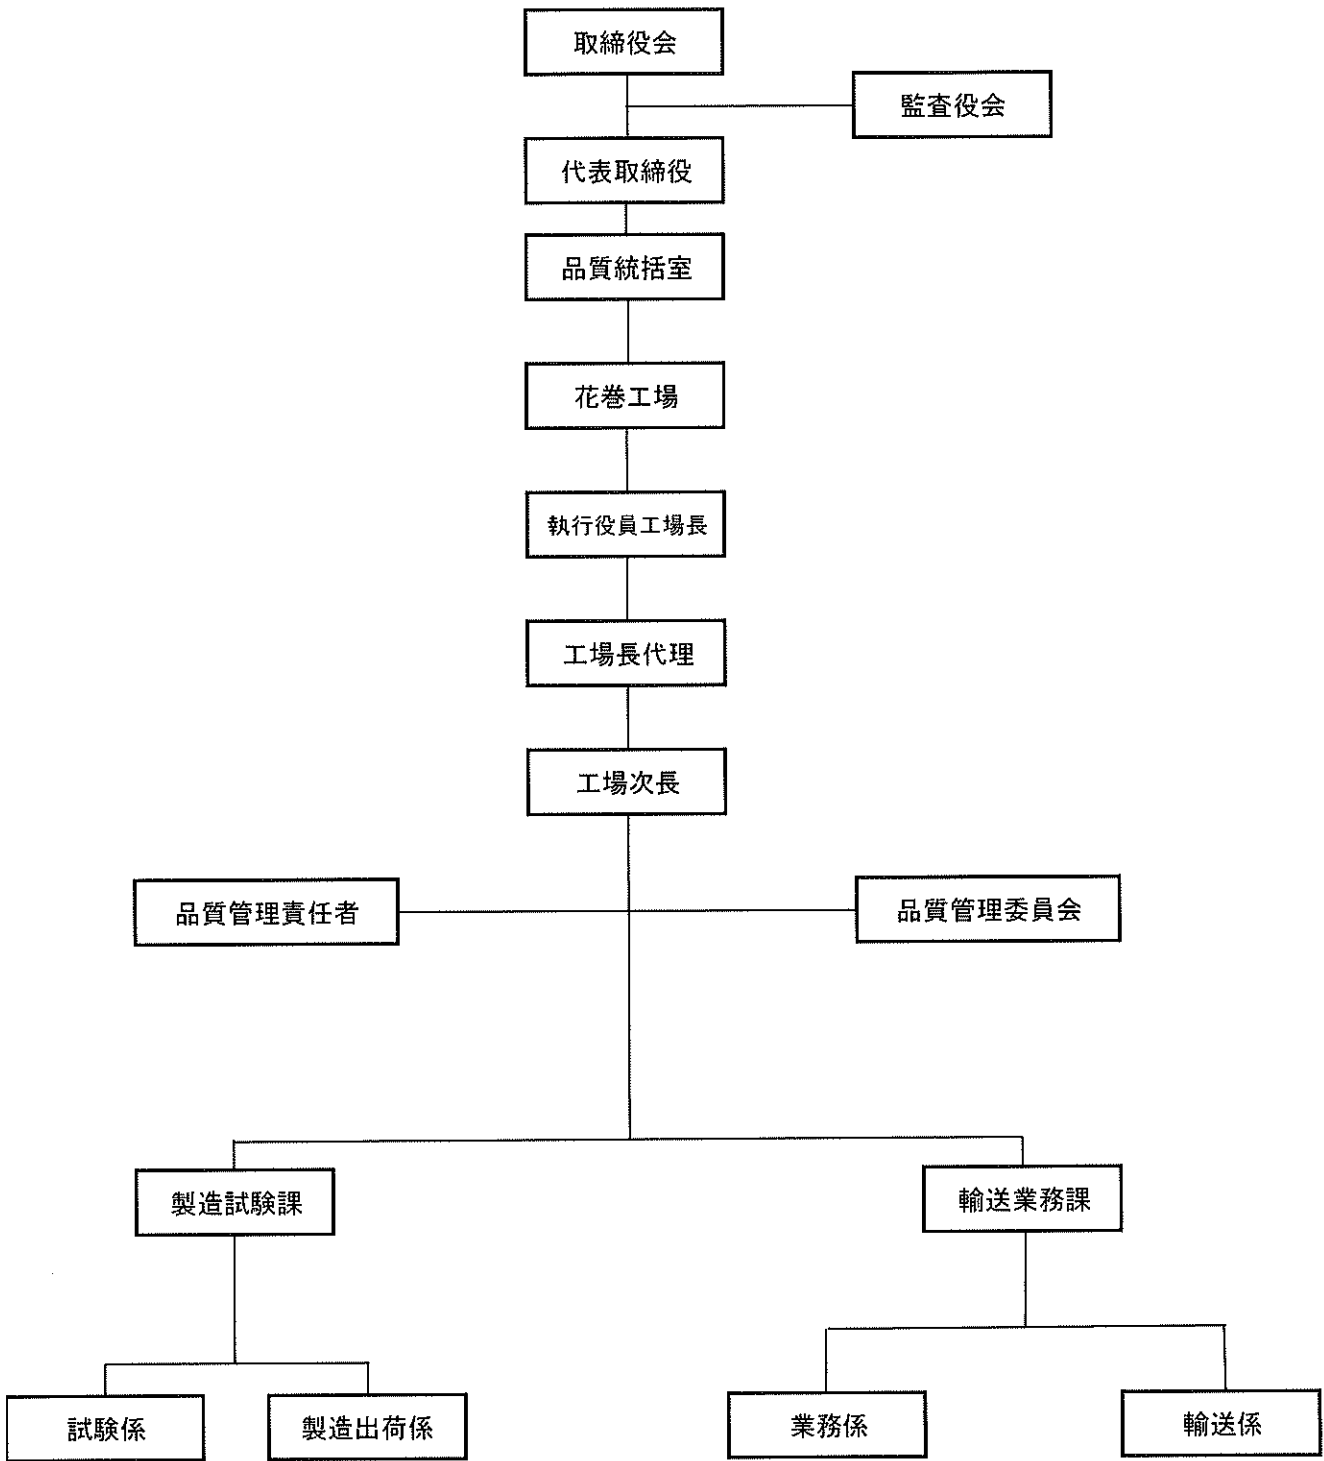 取締役会
監査役会
代表取締役
品質統括室
花巻工場
執行役員工場長
工場長代理
工場次長
品質管理責任者
品質管理委員会
製造試験課
輸送業務課
試験係
製造出荷係
業務係
輸送係